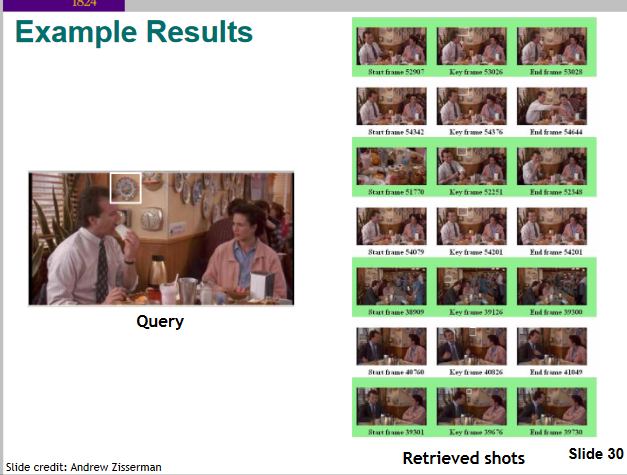 1824
Example Results
Start frame 52907 Key frame 53026 End frame 53028
Start frame 54342 Key frame 54376 End frame 54644
Start frame 51770 Key frame 52251 End frame 52348
Start frame 54079 Key frame 54201 End frame 54201
Start frame 38909 Key frame 39126 End frame 39300
Start frame 40760 Key frame 40826 End frame 41049
Start frame 39301 Key frame 39676 End frame 39730
Query
Retrieved shots
Slide 30
Slide credit: Andrew Zisserman